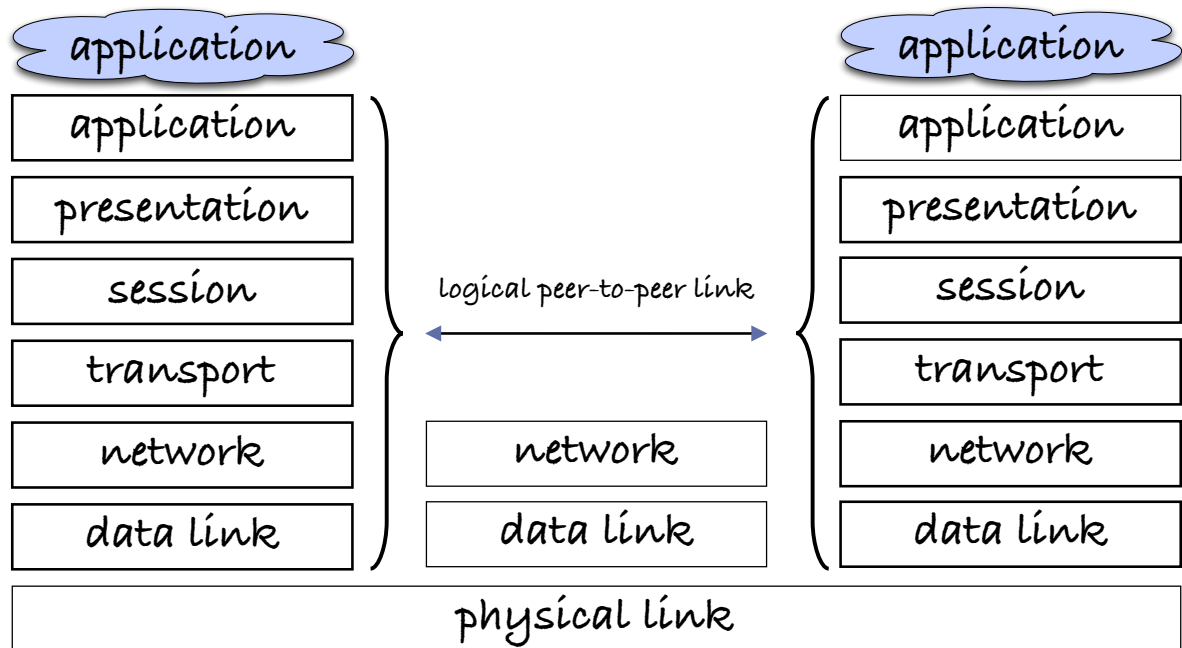 application
application
application
application
presentation
presentation
session
logical peer-to-peer link
session
transport
transport
network
network
network
data link
data link
data link
physical link